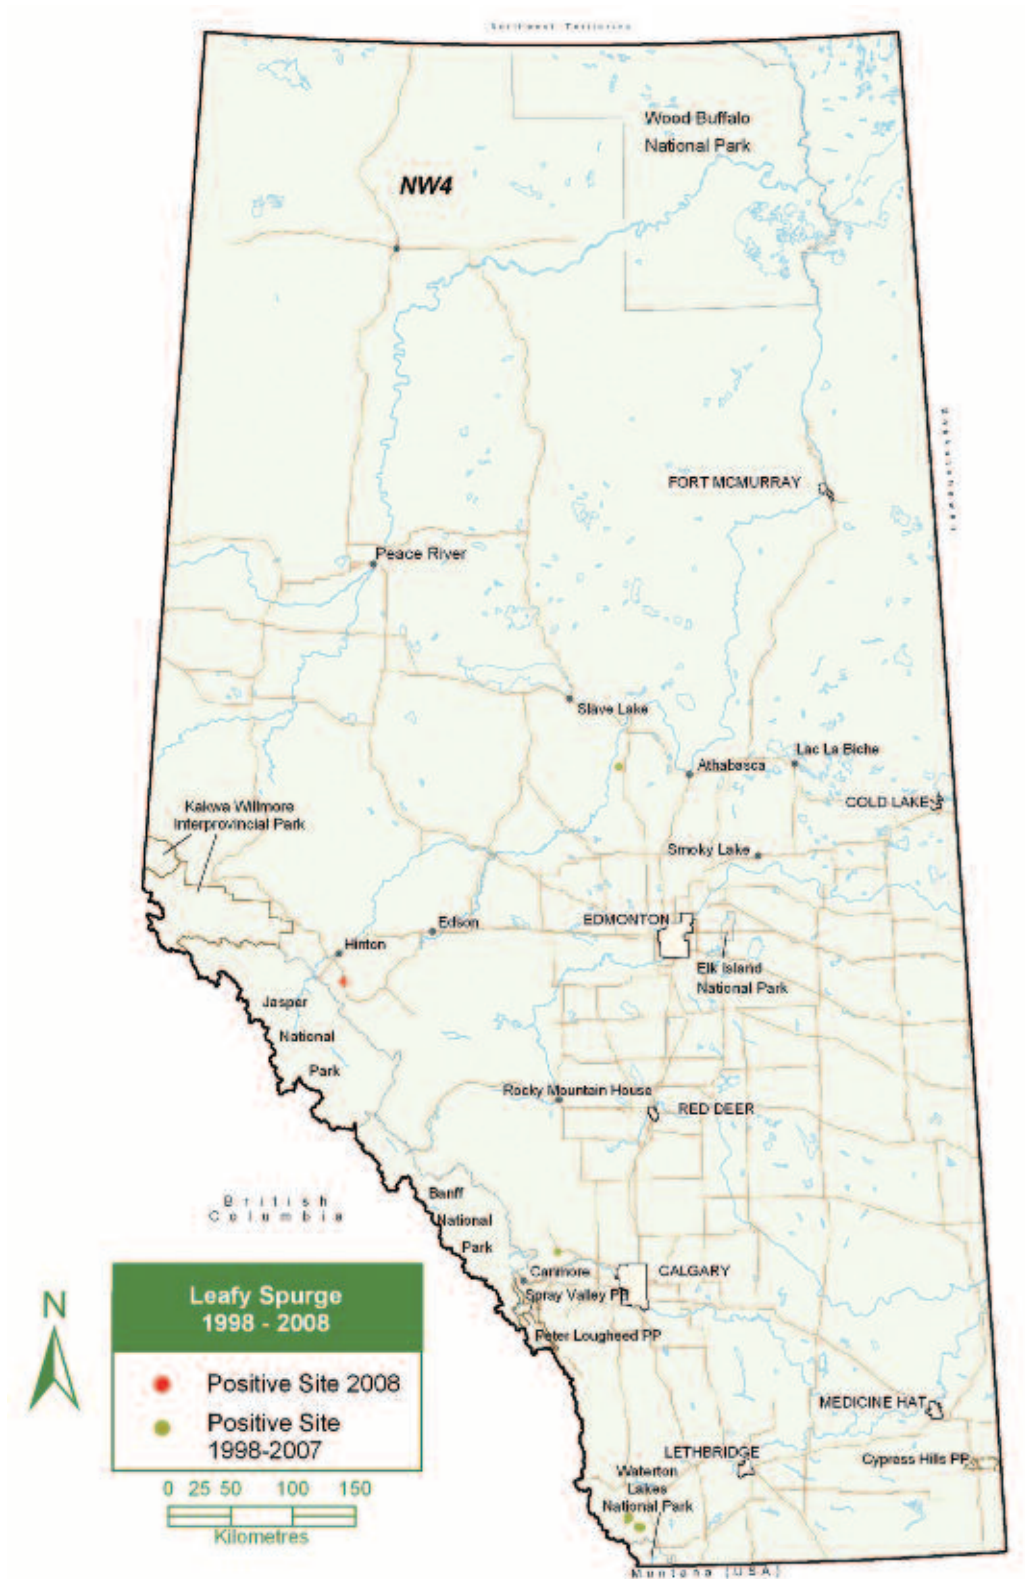 Northwest Territories
Wood Buffalo
National Park
NW4
FORT MCMURRAY
Peace River
Slave Lake
Lac La Biche
Athabasca
COLD LAKE
Kakwa Willmore
Interprovincial Park
Smoky Lake
EDMONTON
Edson
Hinton
Elk Island
National Park
Jasper
National
Park
Rocky Mountain House
RED DEER
British
Columbia
Banff
National
Park
Canmore
CALGARY
Spray Valley PP
Peter Lougheed PP
N
Leafy Spurge
1998 - 2008
Positive Site 2008
Positive Site
1998-2007
MEDICINE HAT
LETHBRIDGE
Cypress Hills PP
Waterton
Lakes
National Park
0 25 50 100 150
Kilometres
Montana (USA)